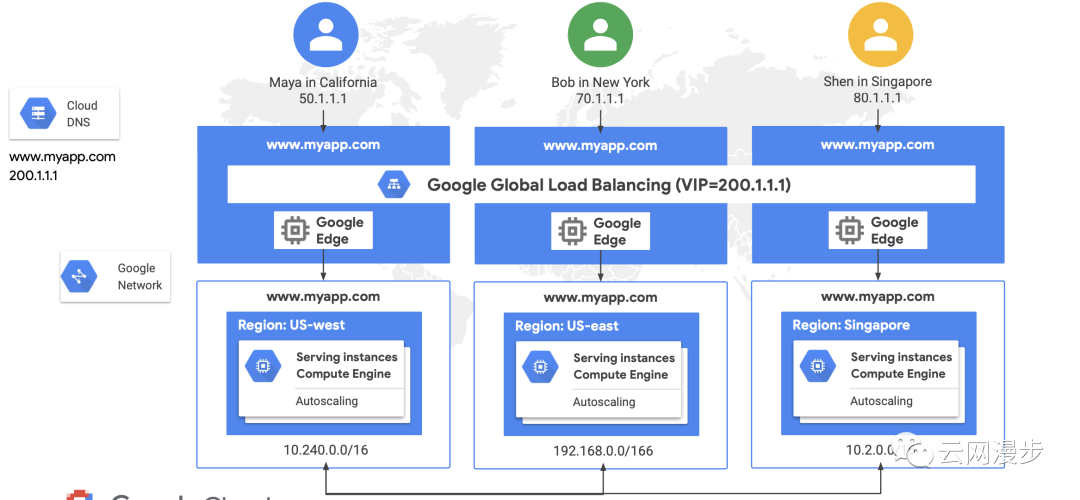 Maya in California
50.1.1.1
Bob in New York
70.1.1.1
Shen in Singapore
80.1.1.1
Cloud
DNS
www.myapp.com
200.1.1.1
www.myapp.com
www.myapp.com
www.myapp.com
Google Global Load Balancing (VIP=200.1.1.1)
Google
Edge
Google
Edge
Google
Edge
Google
Network
www.myapp.com
Region: US-west
Serving instances
Compute Engine
Autoscaling
10.240.0.0/16
www.myapp.com
Region: US-east
Serving instances
Compute Engine
Autoscaling
192.168.0.0/166
www.myapp.com
Region: Singapore
Serving instances
Compute Engine
Autoscaling
10.2.0.0
云网漫步